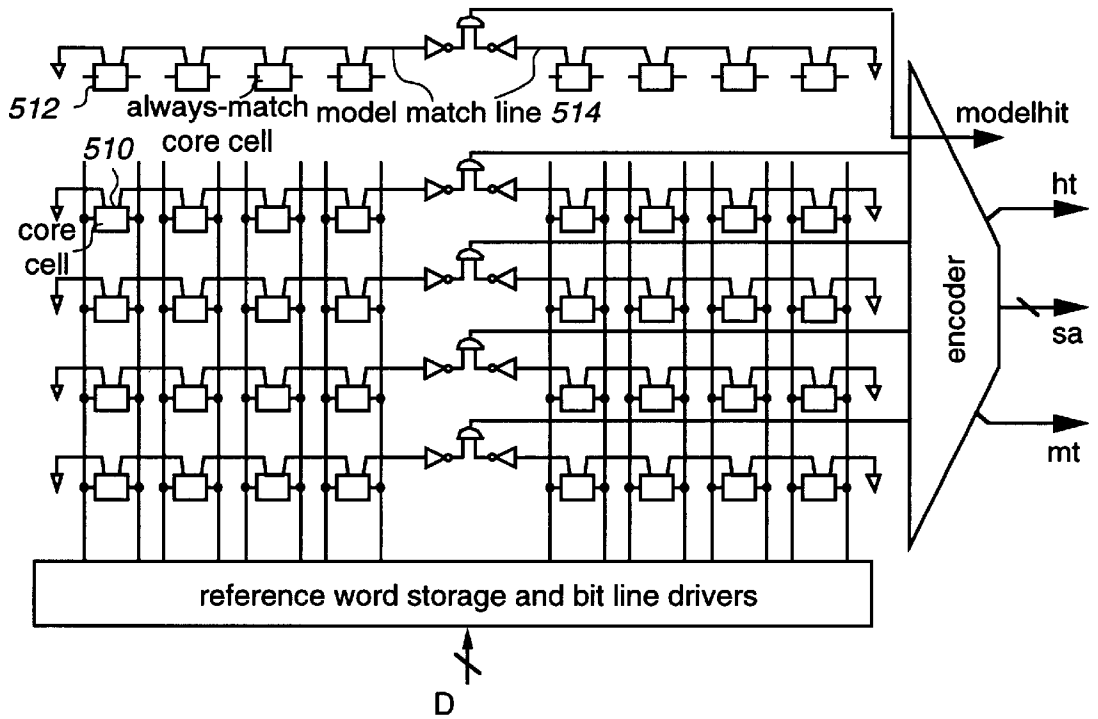 512
always-match
core cell
model match line 514
modelhit
510
core
cell
ht
encoder
sa
mt
reference word storage and bit line drivers
D